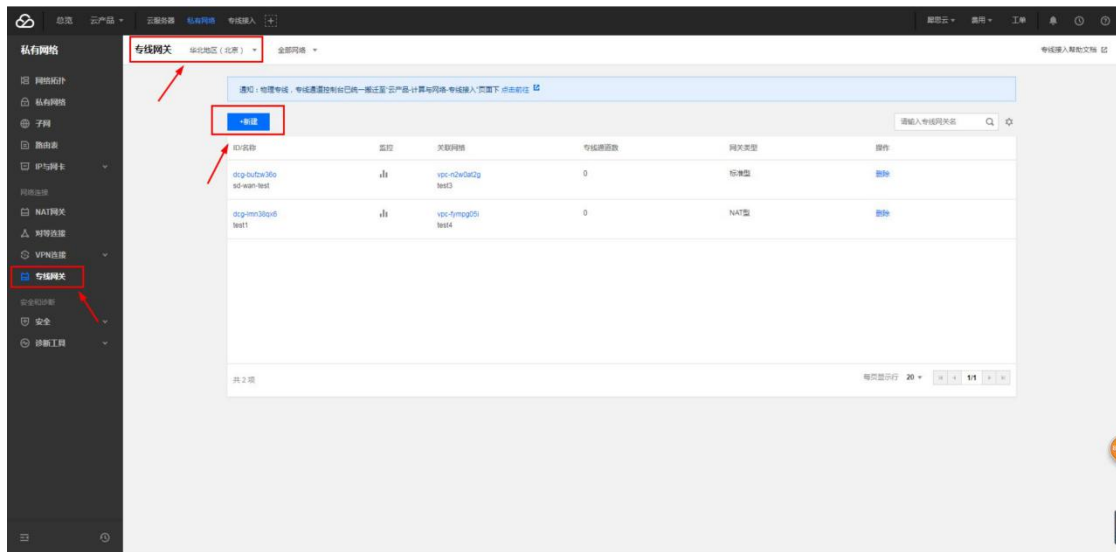 总览 云产品 云服务器 私有网络 专线接入 犀思云 费用 工单
私有网络
专线网关 华北地区（北京） 全部网络 专线接入帮助文档
网络拓扑
私有网络
子网
路由表
IP与网卡
网络连接
NAT网关
对等连接
VPN连接
专线网关
安全和诊断
安全
诊断工具
通知：物理专线，专线通道控制台已统一搬迁至“云产品-计算与网络-专线接入”页面下 点击前往
+新建 请输入专线网关名
ID/名称 监控 关联网络 专线通道数 网关类型 操作
dcg-bufzw36s vpc-n2w0at2g 0 标准型 删除
sd-wan-test test3
dcg-lmn38qx6 vpc-fympg05i 0 NAT型 删除
test1 test4
共 2 项 每页显示行 20 1/1